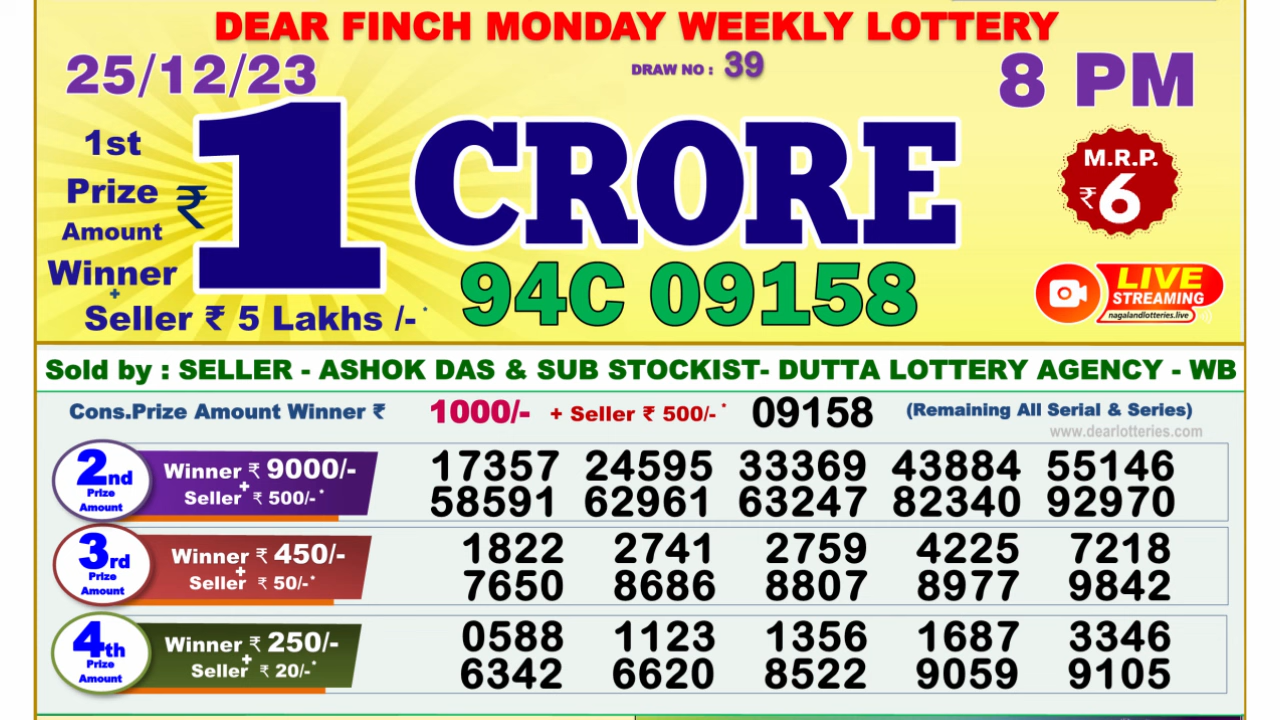 DEAR FINCH MONDAY WEEKLY LOTTERY
25/12/23
DRAW NO : 39
8 PM
1st
Prize
Amount
Winner
+
Seller ₹ 5 Lakhs /-*
₹ 1 CRORE
94C 09158
M.R.P.
₹6
LIVE
STREAMING
nagalandlotteries.live
Sold by : SELLER - ASHOK DAS & SUB STOCKIST- DUTTA LOTTERY AGENCY - WB
Cons.Prize Amount Winner ₹ 1000/- + Seller ₹ 500/-* 09158 (Remaining All Serial & Series)
www.dearlotteries.com
2nd
Prize
Amount
Winner ₹ 9000/-
+
Seller ₹ 500/-*
17357 24595 33369 43884 55146
58591 62961 63247 82340 92970
3rd
Prize
Amount
Winner ₹ 450/-
+
Seller ₹ 50/-*
1822 2741 2759 4225 7218
7650 8686 8807 8977 9842
4th
Prize
Amount
Winner ₹ 250/-
+
Seller ₹ 20/-*
0588 1123 1356 1687 3346
6342 6620 8522 9059 9105